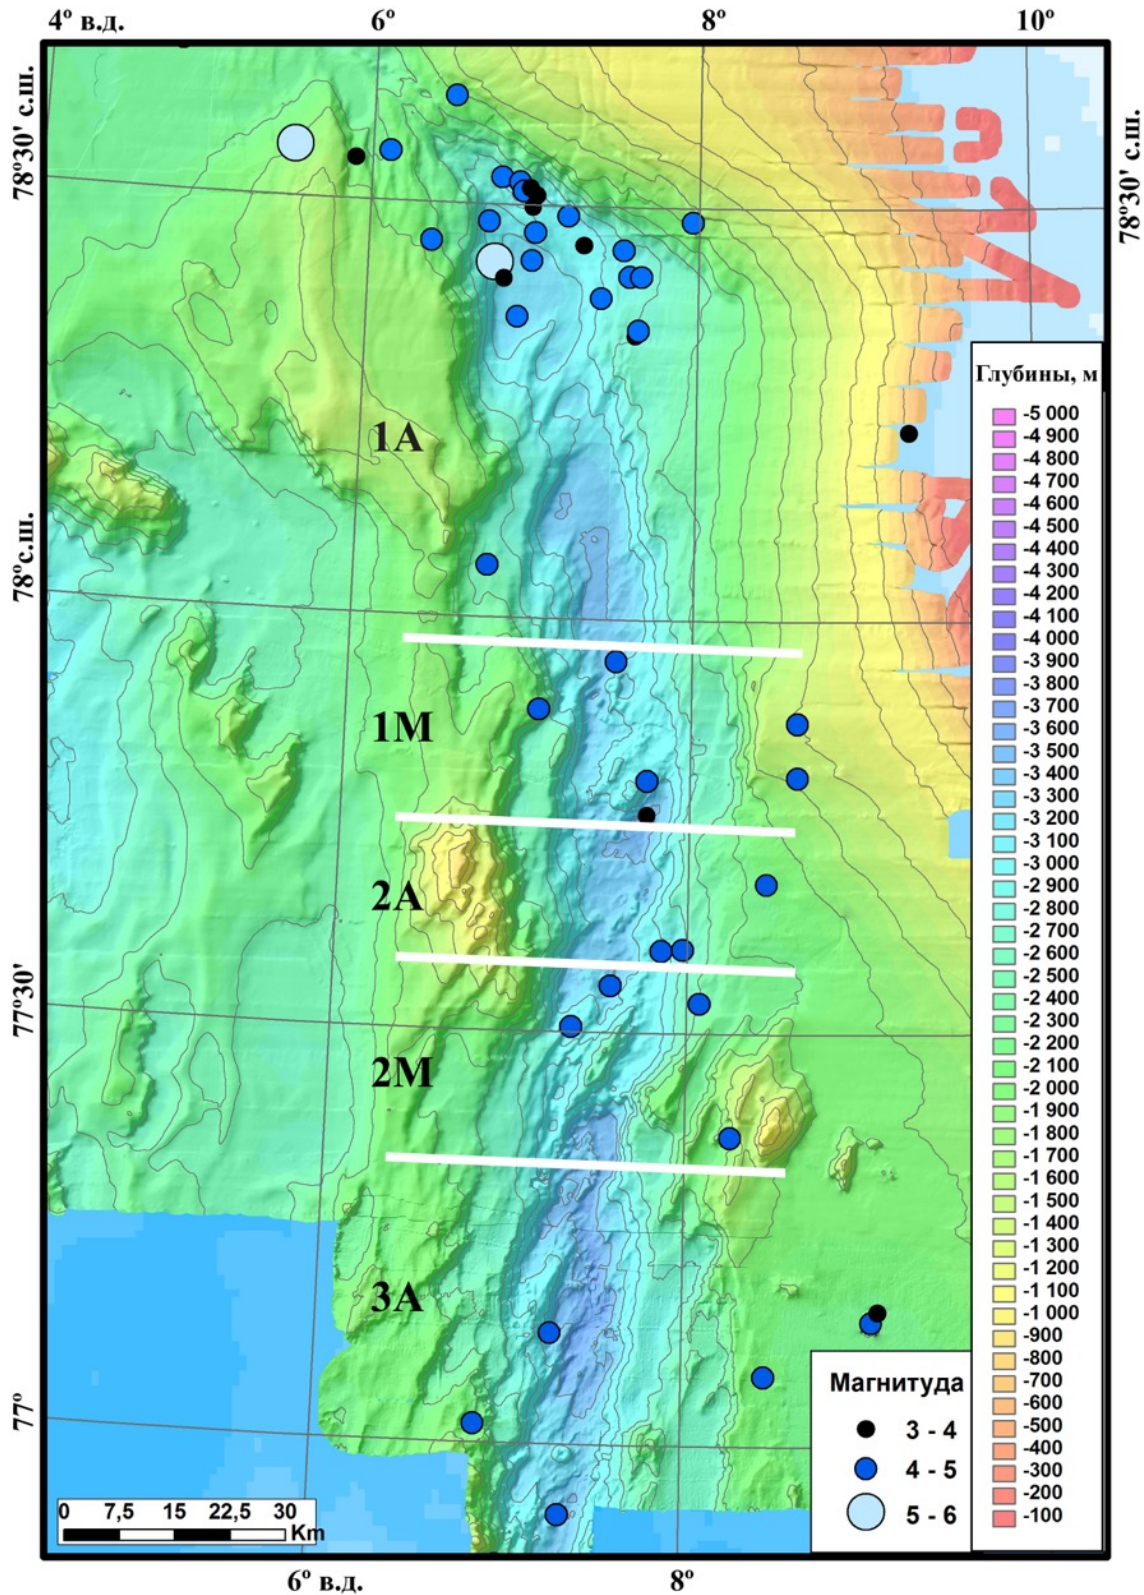 4º в.д.
6º
8º
10º
78º30' с.ш.
78º30' с.ш.
1А
Глубины, м
-5 000
-4 900
-4 800
-4 700
-4 600
-4 500
-4 400
-4 300
-4 200
-4 100
-4 000
-3 900
-3 800
-3 700
-3 600
-3 500
-3 400
-3 300
-3 200
-3 100
-3 000
-2 900
-2 800
-2 700
-2 600
-2 500
-2 400
-2 300
-2 200
-2 100
-2 000
-1 900
-1 800
-1 700
-1 600
-1 500
-1 400
-1 300
-1 200
-1 100
-1 000
-900
-800
-700
-600
-500
-400
-300
-200
-100
78º с.ш.
1М
2А
77º30'
2М
3А
77º
Магнитуда
3 - 4
4 - 5
5 - 6
0 7,5 15 22,5 30
Km
6º в.д.
8º